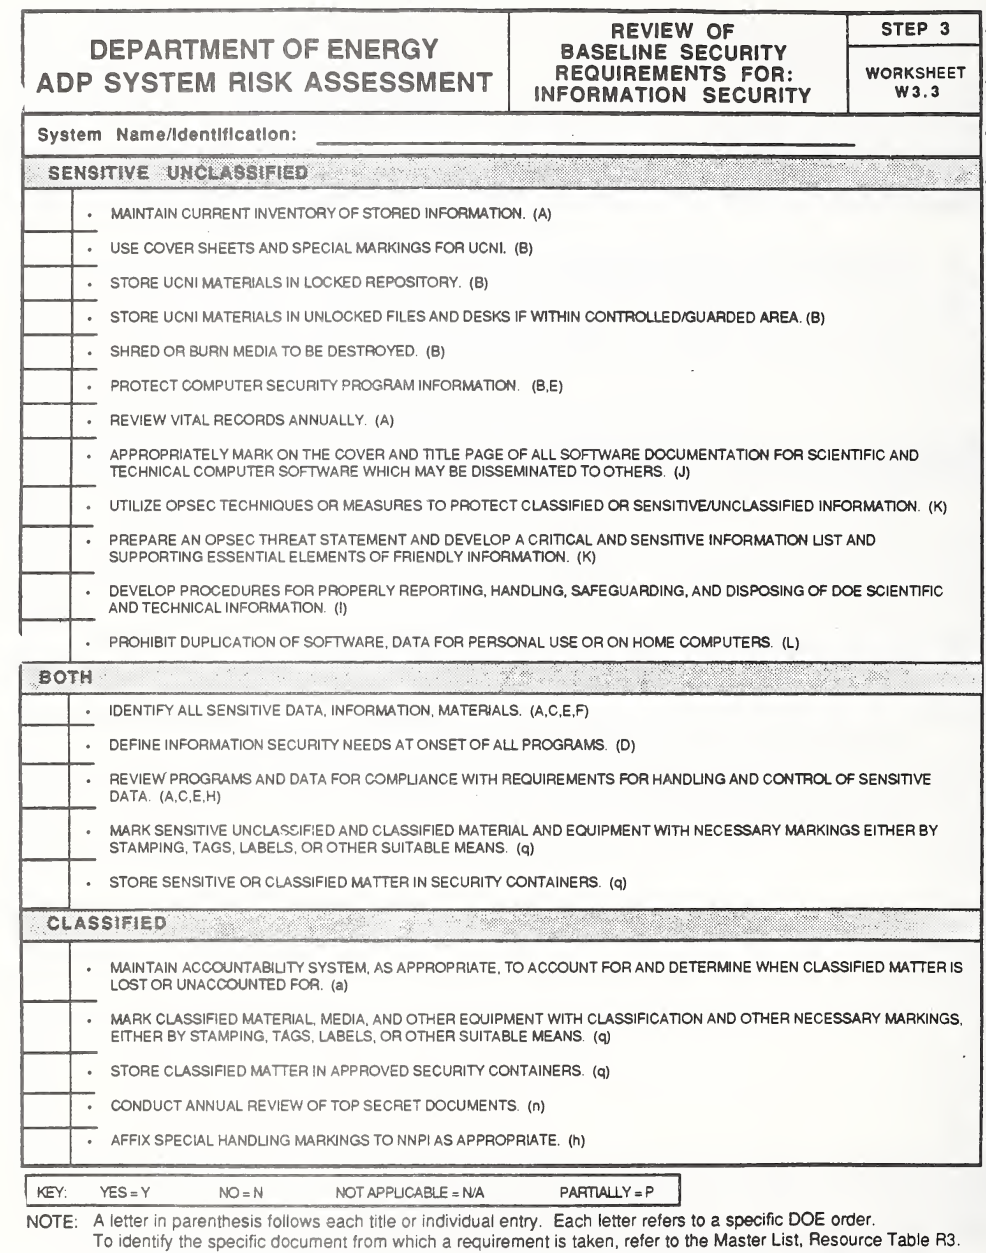 DEPARTMENT OF ENERGY
ADP SYSTEM RISK ASSESSMENT
REVIEW OF
BASELINE SECURITY
REQUIREMENTS FOR:
INFORMATION SECURITY
STEP 3
WORKSHEET
W3.3
System Name/Identification:
SENSITIVE UNCLASSIFIED
• MAINTAIN CURRENT INVENTORY OF STORED INFORMATION. (A)
• USE COVER SHEETS AND SPECIAL MARKINGS FOR UCNI. (B)
• STORE UCNI MATERIALS IN LOCKED REPOSITORY. (B)
• STORE UCNI MATERIALS IN UNLOCKED FILES AND DESKS IF WITHIN CONTROLLED/GUARDED AREA. (B)
• SHRED OR BURN MEDIA TO BE DESTROYED. (B)
• PROTECT COMPUTER SECURITY PROGRAM INFORMATION. (B,E)
• REVIEW VITAL RECORDS ANNUALLY. (A)
• APPROPRIATELY MARK ON THE COVER AND TITLE PAGE OF ALL SOFTWARE DOCUMENTATION FOR SCIENTIFIC AND
TECHNICAL COMPUTER SOFTWARE WHICH MAY BE DISSEMINATED TO OTHERS. (J)
• UTILIZE OPSEC TECHNIQUES OR MEASURES TO PROTECT CLASSIFIED OR SENSITIVE/UNCLASSIFIED INFORMATION. (K)
• PREPARE AN OPSEC THREAT STATEMENT AND DEVELOP A CRITICAL AND SENSITIVE INFORMATION LIST AND
SUPPORTING ESSENTIAL ELEMENTS OF FRIENDLY INFORMATION. (K)
• DEVELOP PROCEDURES FOR PROPERLY REPORTING, HANDLING, SAFEGUARDING, AND DISPOSING OF DOE SCIENTIFIC
AND TECHNICAL INFORMATION. (I)
• PROHIBIT DUPLICATION OF SOFTWARE, DATA FOR PERSONAL USE OR ON HOME COMPUTERS. (L)
BOTH
• IDENTIFY ALL SENSITIVE DATA, INFORMATION, MATERIALS. (A,C,E,F)
• DEFINE INFORMATION SECURITY NEEDS AT ONSET OF ALL PROGRAMS. (D)
• REVIEW PROGRAMS AND DATA FOR COMPLIANCE WITH REQUIREMENTS FOR HANDLING AND CONTROL OF SENSITIVE
DATA. (A,C,E,H)
• MARK SENSITIVE UNCLASSIFIED AND CLASSIFIED MATERIAL AND EQUIPMENT WITH NECESSARY MARKINGS EITHER BY
STAMPING, TAGS, LABELS, OR OTHER SUITABLE MEANS. (q)
• STORE SENSITIVE OR CLASSIFIED MATTER IN SECURITY CONTAINERS. (q)
CLASSIFIED
• MAINTAIN ACCOUNTABILITY SYSTEM, AS APPROPRIATE, TO ACCOUNT FOR AND DETERMINE WHEN CLASSIFIED MATTER IS
LOST OR UNACCOUNTED FOR. (a)
• MARK CLASSIFIED MATERIAL, MEDIA, AND OTHER EQUIPMENT WITH CLASSIFICATION AND OTHER NECESSARY MARKINGS,
EITHER BY STAMPING, TAGS, LABELS, OR OTHER SUITABLE MEANS. (q)
• STORE CLASSIFIED MATTER IN APPROVED SECURITY CONTAINERS. (q)
• CONDUCT ANNUAL REVIEW OF TOP SECRET DOCUMENTS. (n)
• AFFIX SPECIAL HANDLING MARKINGS TO NNPI AS APPROPRIATE. (h)
KEY: YES = Y NO = N NOT APPLICABLE = N/A PARTIALLY = P
NOTE: A letter in parenthesis follows each title or individual entry. Each letter refers to a specific DOE order.
To identify the specific document from which a requirement is taken, refer to the Master List, Resource Table R3.